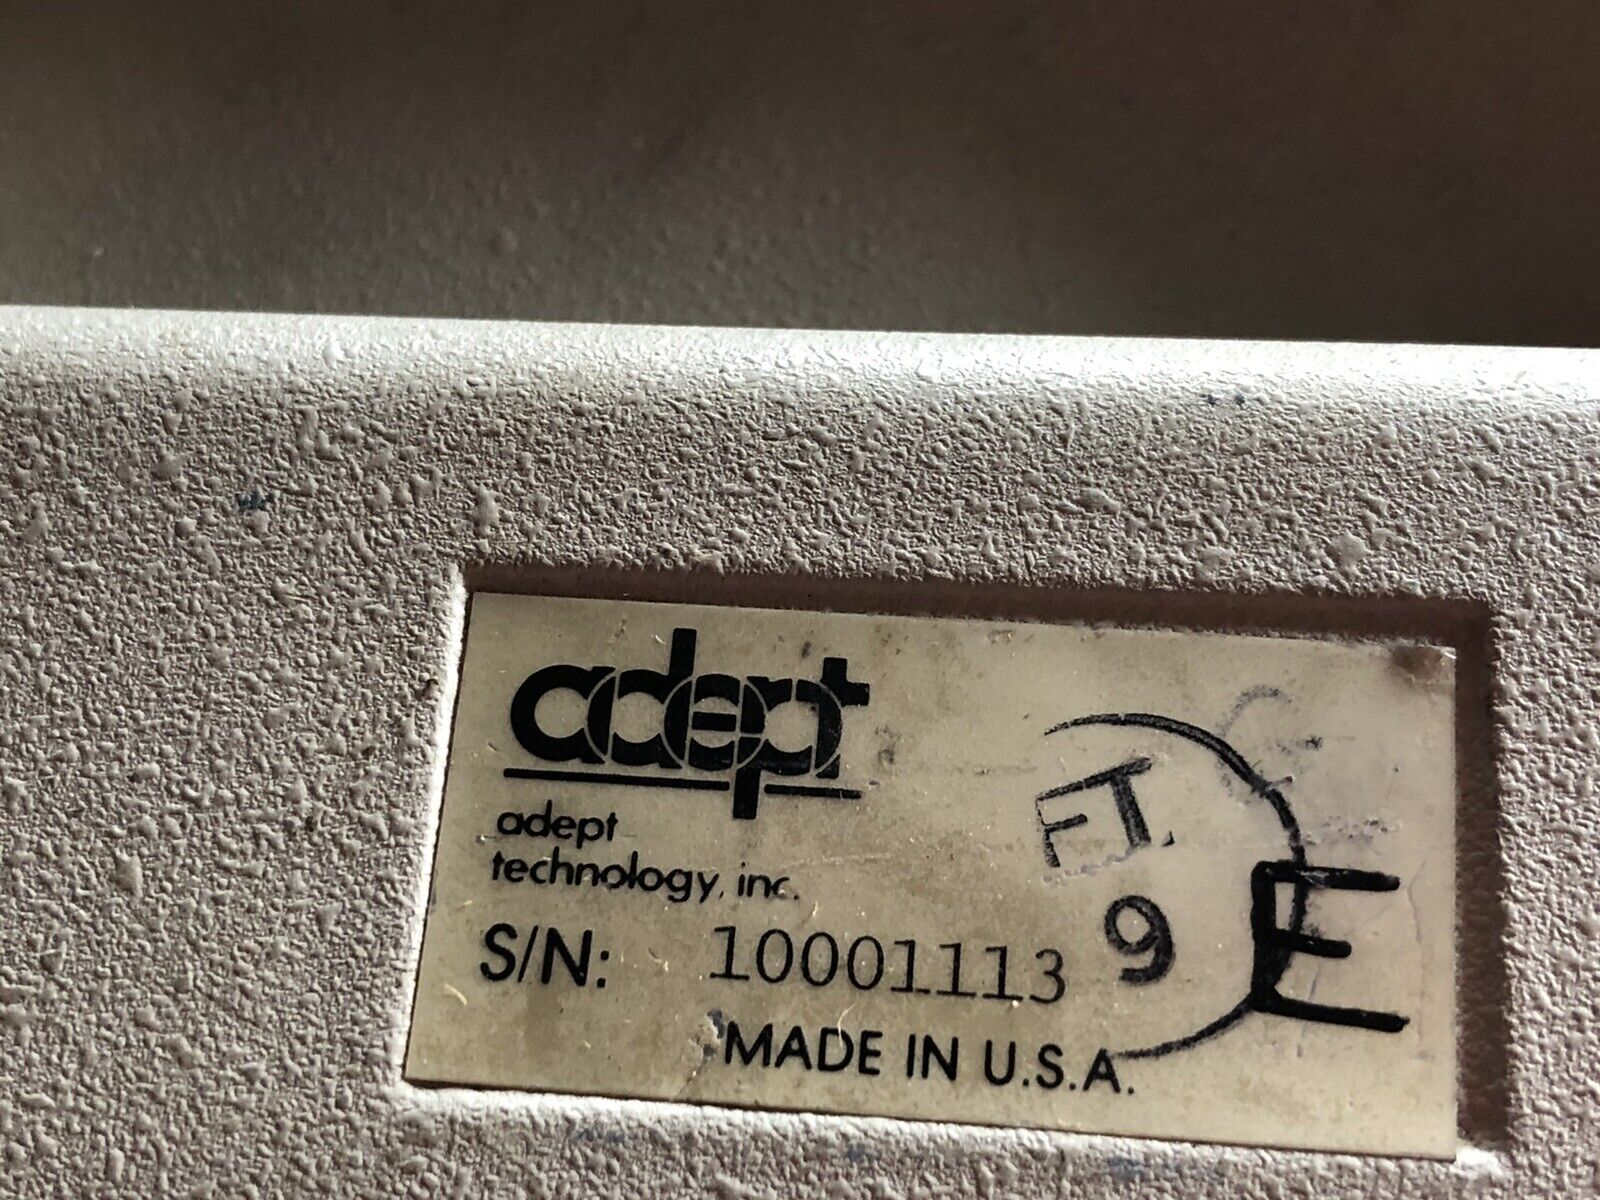 adept
adept
technology, inc.
S/N: 10001113
MADE IN U.S.A.
FT.
9
E